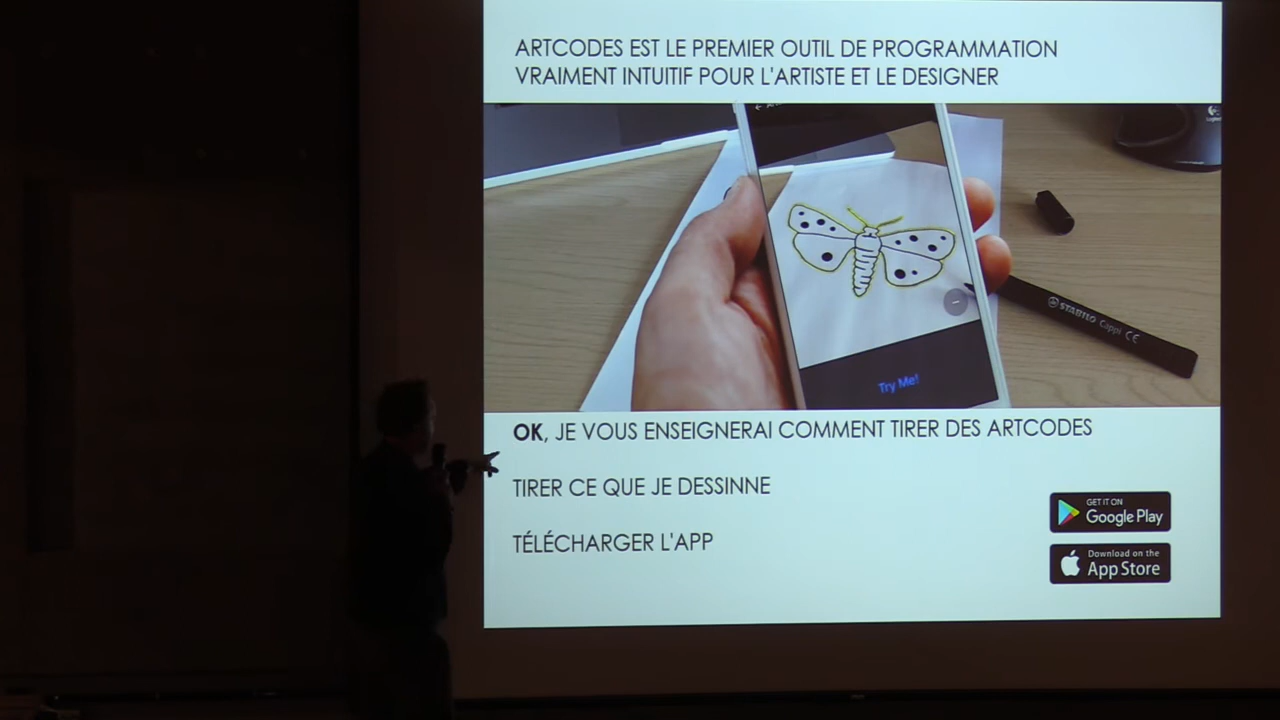 ARTCODES EST LE PREMIER OUTIL DE PROGRAMMATION
VRAIMENT INTUITIF POUR L'ARTISTE ET LE DESIGNER
Try Me!
STABILO Cappi CE
OK, JE VOUS ENSEIGNERAI COMMENT TIRER DES ARTCODES
TIRER CE QUE JE DESSINNE
TÉLÉCHARGER L'APP
GET IT ON
Google Play
Download on the
App Store